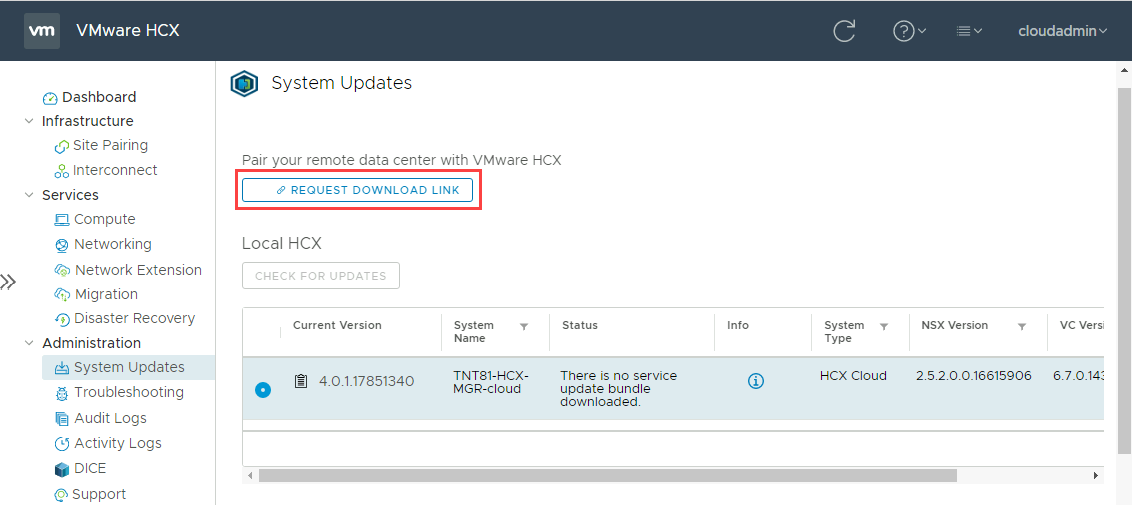 vm VMware HCX cloudadmin
System Updates
Dashboard
Infrastructure
Site Pairing
Interconnect
Services
Compute
Networking
Network Extension
Migration
Disaster Recovery
Administration
System Updates
Troubleshooting
Audit Logs
Activity Logs
DICE
Support
Pair your remote data center with VMware HCX
REQUEST DOWNLOAD LINK
Local HCX
CHECK FOR UPDATES
Current Version
System
Name
Status
Info
System
Type
NSX Version
VC Versi
4.0.1.17851340
TNT81-HCX-
MGR-cloud
There is no service
update bundle
downloaded.
HCX Cloud
2.5.2.0.0.16615906
6.7.0.143